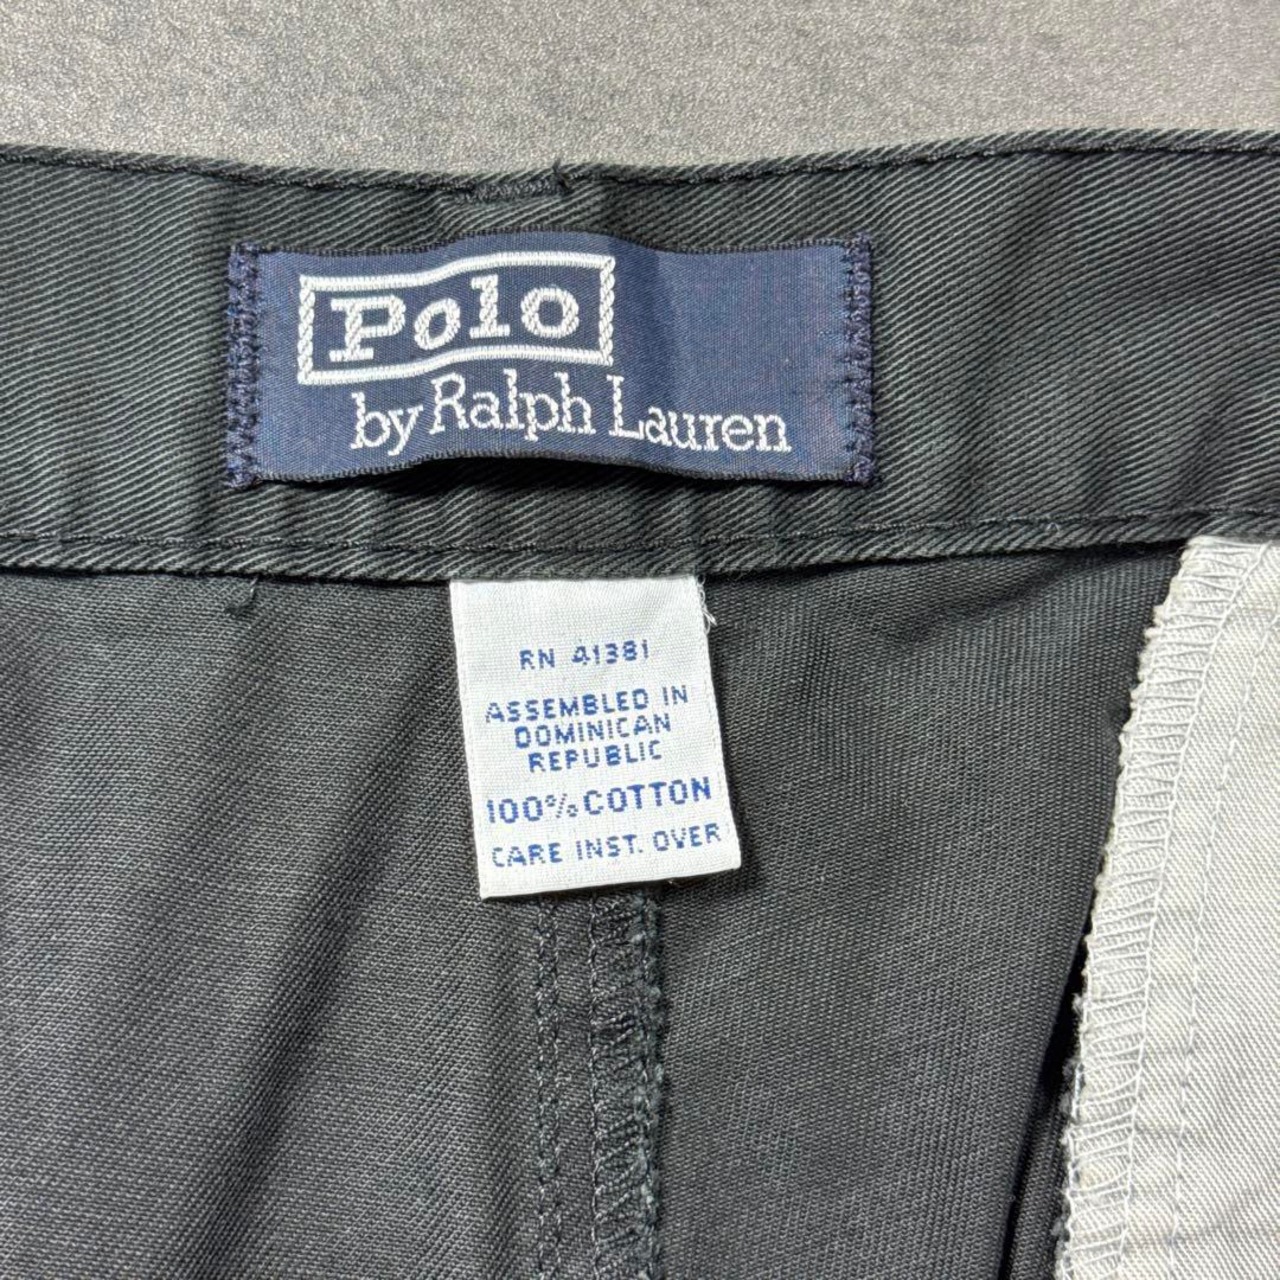 Polo
by Ralph Lauren
RN 41381
ASSEMBLED IN
DOMINICAN
REPUBLIC
100% COTTON
CARE INST. OVER